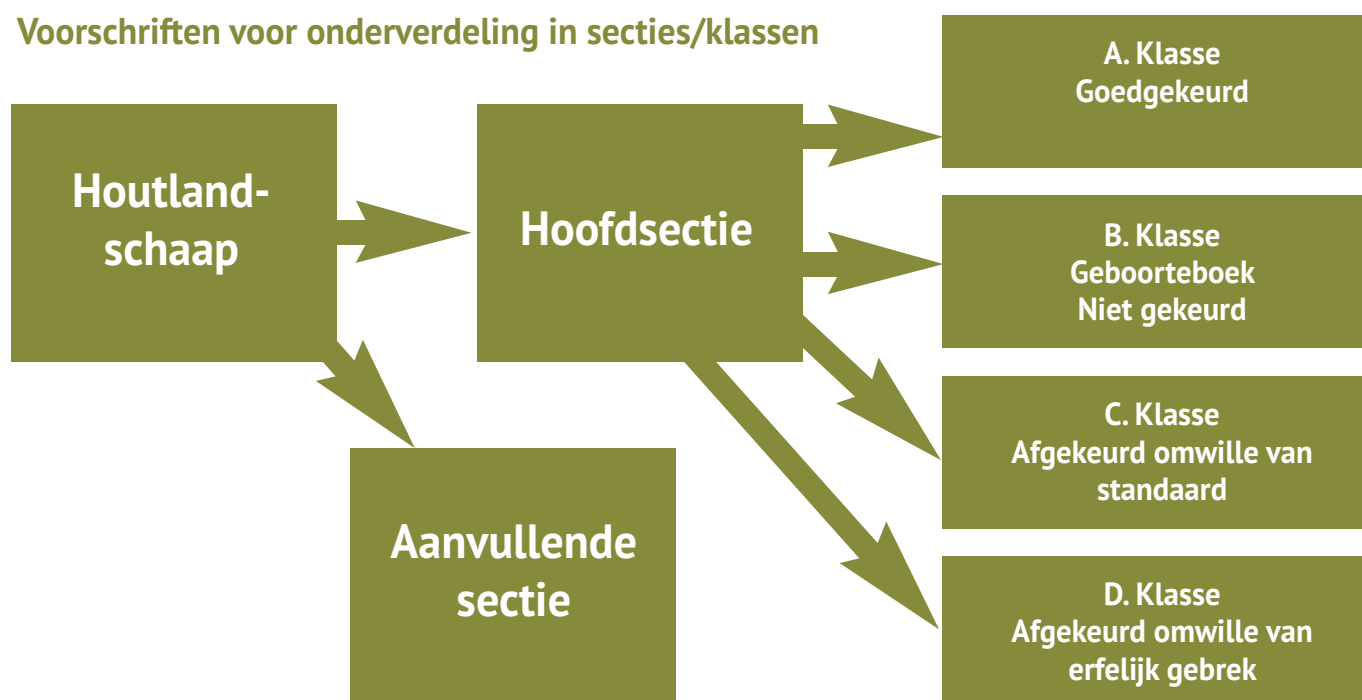 Voorschriften voor onderverdeling in secties/klassen
Houtland-
schaap
Hoofdsectie
Aanvullende
sectie
A. Klasse
Goedgekeurd
B. Klasse
Geboorteboek
Niet gekeurd
C. Klasse
Afgekeurd omwille van
standaard
D. Klasse
Afgekeurd omwille van
erfelijk gebrek